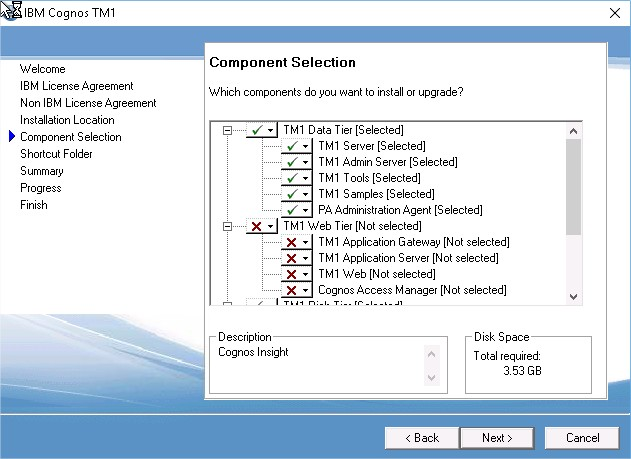 IBM Cognos TM1
Welcome
IBM License Agreement
Non IBM License Agreement
Installation Location
Component Selection
Shortcut Folder
Summary
Progress
Finish
Component Selection
Which components do you want to install or upgrade?
TM1 Data Tier [Selected]
TM1 Server [Selected]
TM1 Admin Server [Selected]
TM1 Tools [Selected]
TM1 Samples [Selected]
PA Administration Agent [Selected]
TM1 Web Tier [Not selected]
TM1 Application Gateway [Not selected]
TM1 Application Server [Not selected]
TM1 Web [Not selected]
Cognos Access Manager [Not selected]
Description
Cognos Insight
Disk Space
Total required:
3.53 GB
< Back
Next >
Cancel